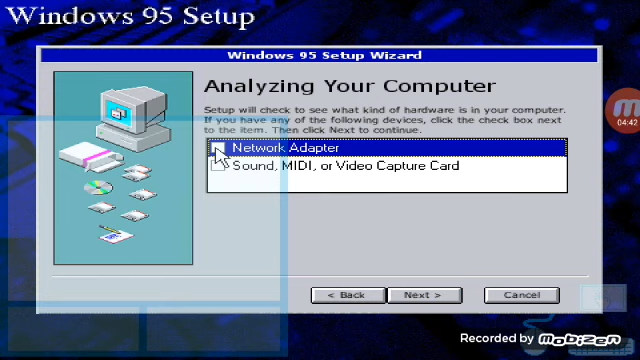 Windows 95 Setup
Windows 95 Setup Wizard
Analyzing Your Computer
Setup will check to see what kind of hardware is in your computer.
If you have any of the following devices, click the check box next
to the item. Then click Next to continue.
Network Adapter
Sound, MIDI, or Video Capture Card
< Back
Next >
Cancel
04:42
Recorded by MOBIZEN